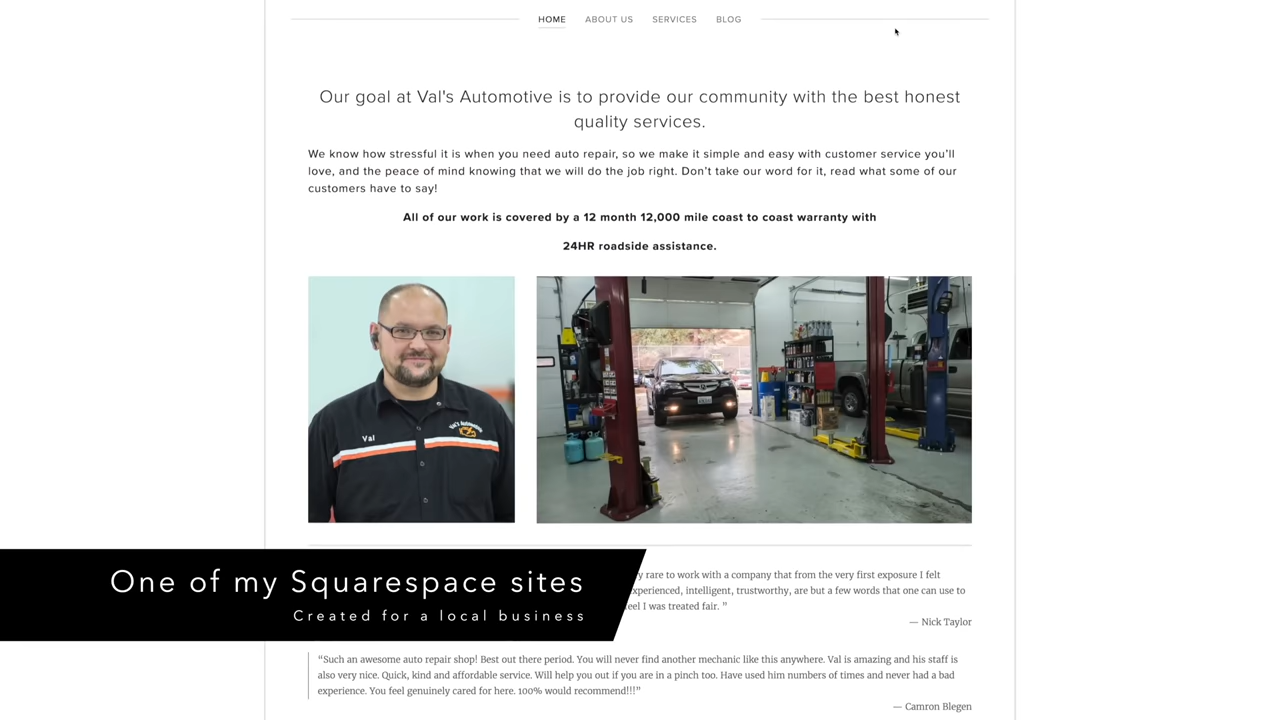 HOME ABOUT US SERVICES BLOG
Our goal at Val's Automotive is to provide our community with the best honest
quality services.
We know how stressful it is when you need auto repair, so we make it simple and easy with customer service you’ll
love, and the peace of mind knowing that we will do the job right. Don’t take our word for it, read what some of our
customers have to say!
All of our work is covered by a 12 month 12,000 mile coast to coast warranty with
24HR roadside assistance.
Val
VAL'S AUTOMOTIVE
One of my Squarespace sites
Created for a local business
rare to work with a company that from the very first exposure I felt
experienced, intelligent, trustworthy, are but a few words that one can use to
feel I was treated fair. ”
— Nick Taylor
“Such an awesome auto repair shop! Best out there period. You will never find another mechanic like this anywhere. Val is amazing and his staff is
also very nice. Quick, kind and affordable service. Will help you out if you are in a pinch too. Have used him numbers of times and never had a bad
experience. You feel genuinely cared for here. 100% would recommend!!!”
— Camron Blegen